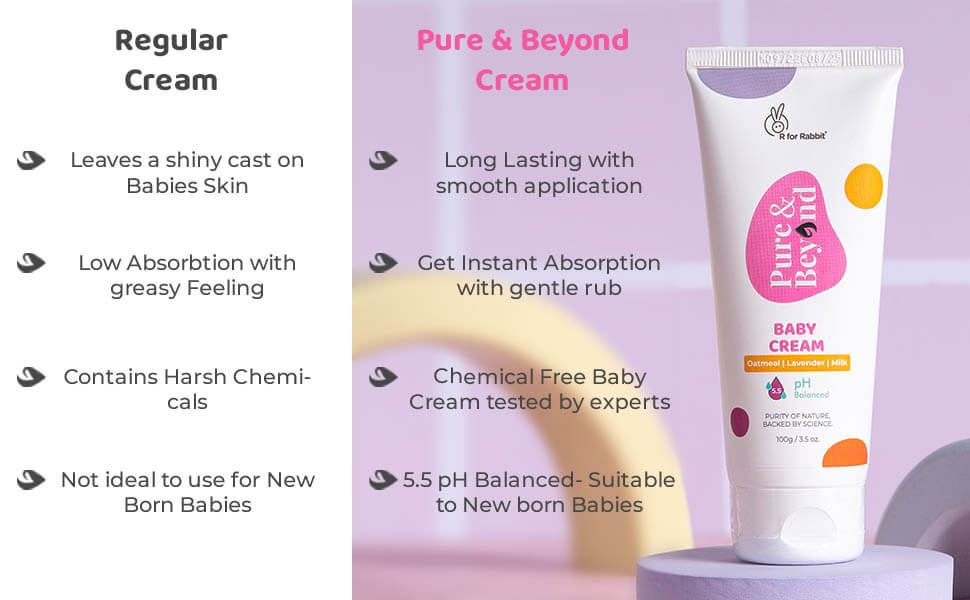 Regular
Cream
Leaves a shiny cast on
Babies Skin
Low Absorbtion with
greasy Feeling
Contains Harsh Chemi-
cals
Not ideal to use for New
Born Babies
Pure & Beyond
Cream
Long Lasting with
smooth application
Get Instant Absorption
with gentle rub
Chemical Free Baby
Cream tested by experts
5.5 pH Balanced- Suitable
to New born Babies
R for Rabbit
Pure &
Beyond
BABY
CREAM
Oatmeal | Lavender | Milk
5.5
pH
Balanced
PURITY OF NATURE,
BACKED BY SCIENCE.
100g / 3.5 oz.